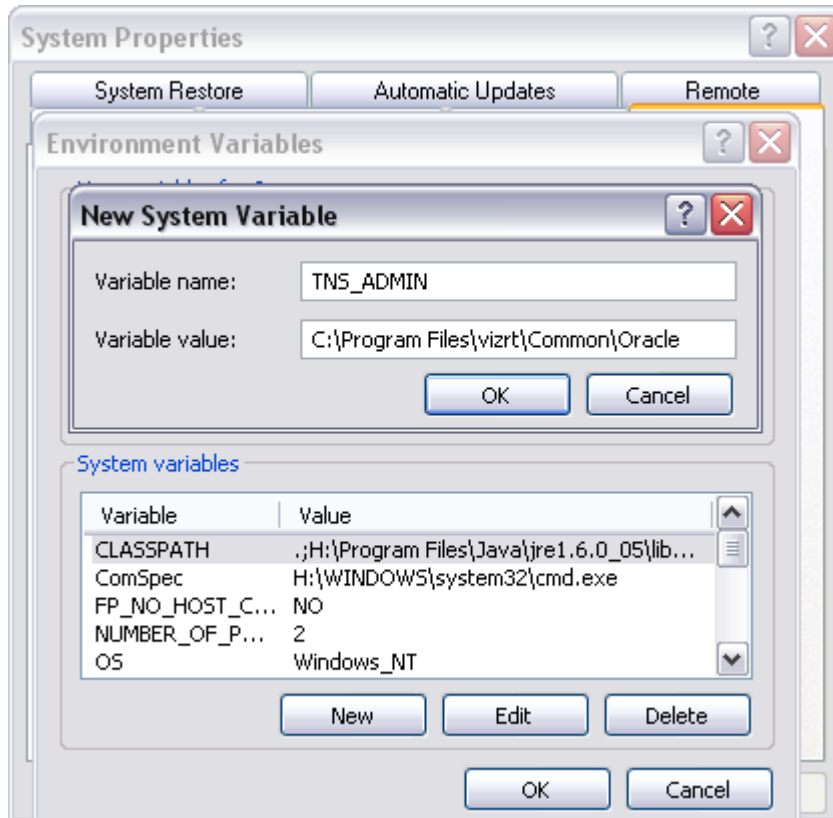 System Properties
System Restore Automatic Updates Remote
Environment Variables
New System Variable
Variable name: TNS_ADMIN
Variable value: C:\Program Files\vizrt\Common\Oracle
OK Cancel
System variables
Variable Value
CLASSPATH .;H:\Program Files\Java\jre1.6.0_05\lib...
ComSpec H:\WINDOWS\system32\cmd.exe
FP_NO_HOST_C... NO
NUMBER_OF_P... 2
OS Windows_NT
New Edit Delete
OK Cancel